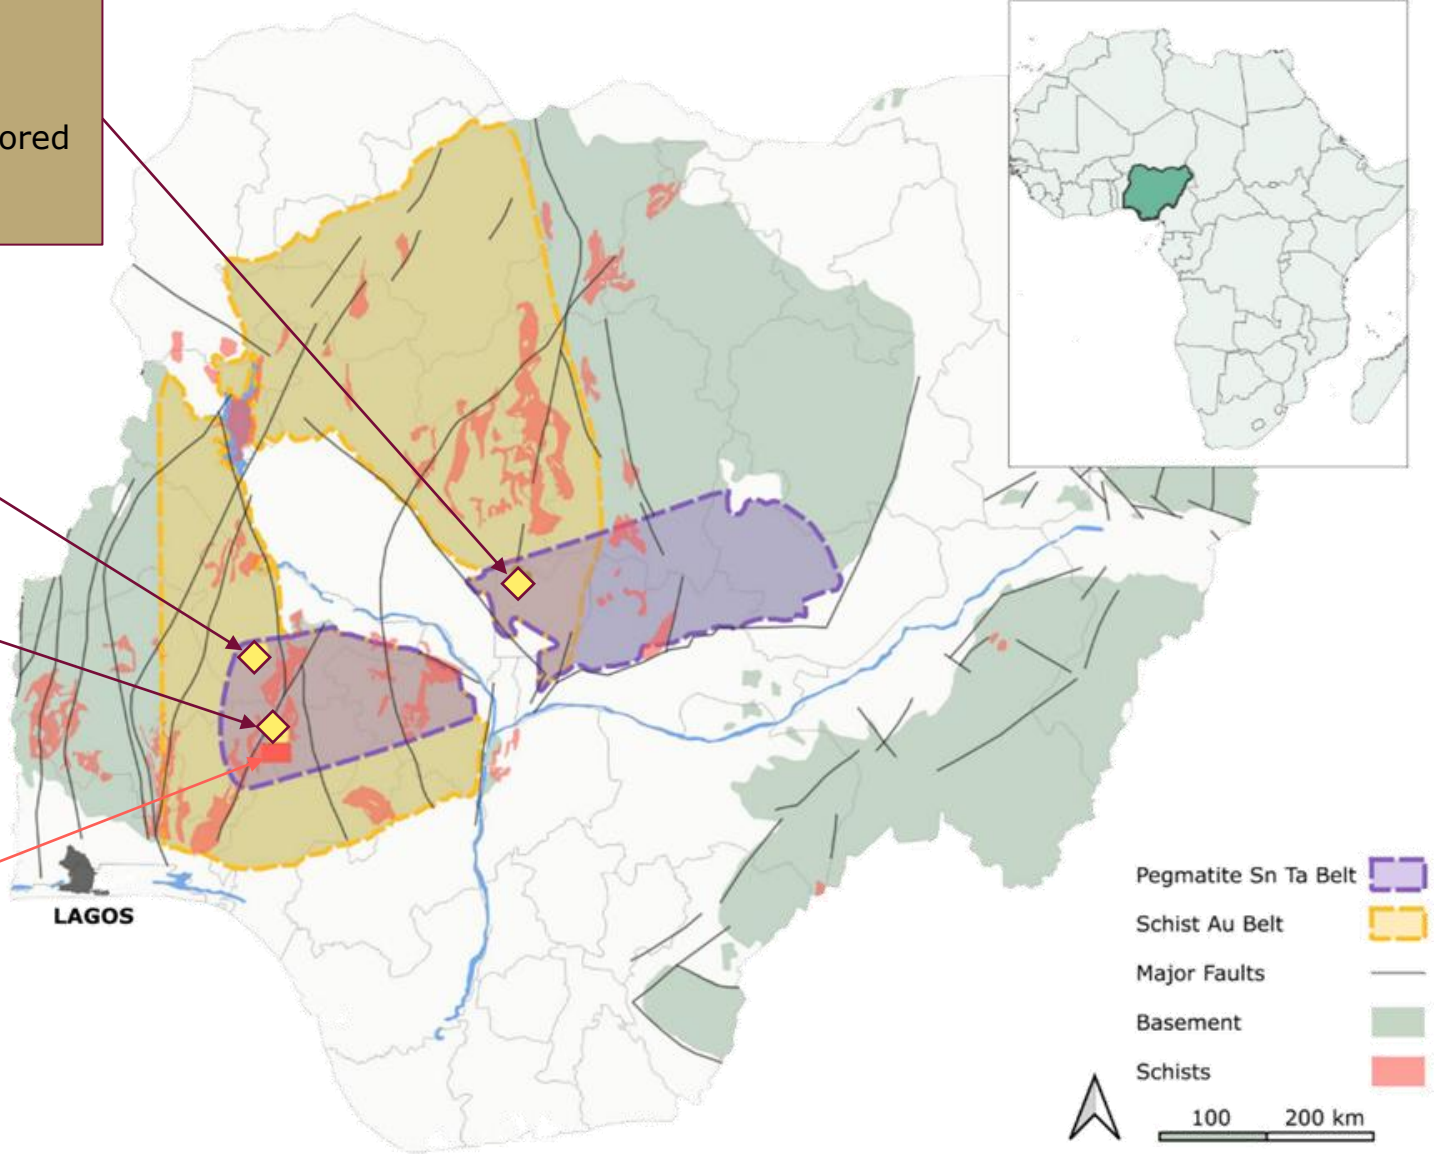 ored
LAGOS
Pegmatite Sn Ta Belt
Schist Au Belt
Major Faults
Basement
Schists
100 200 km